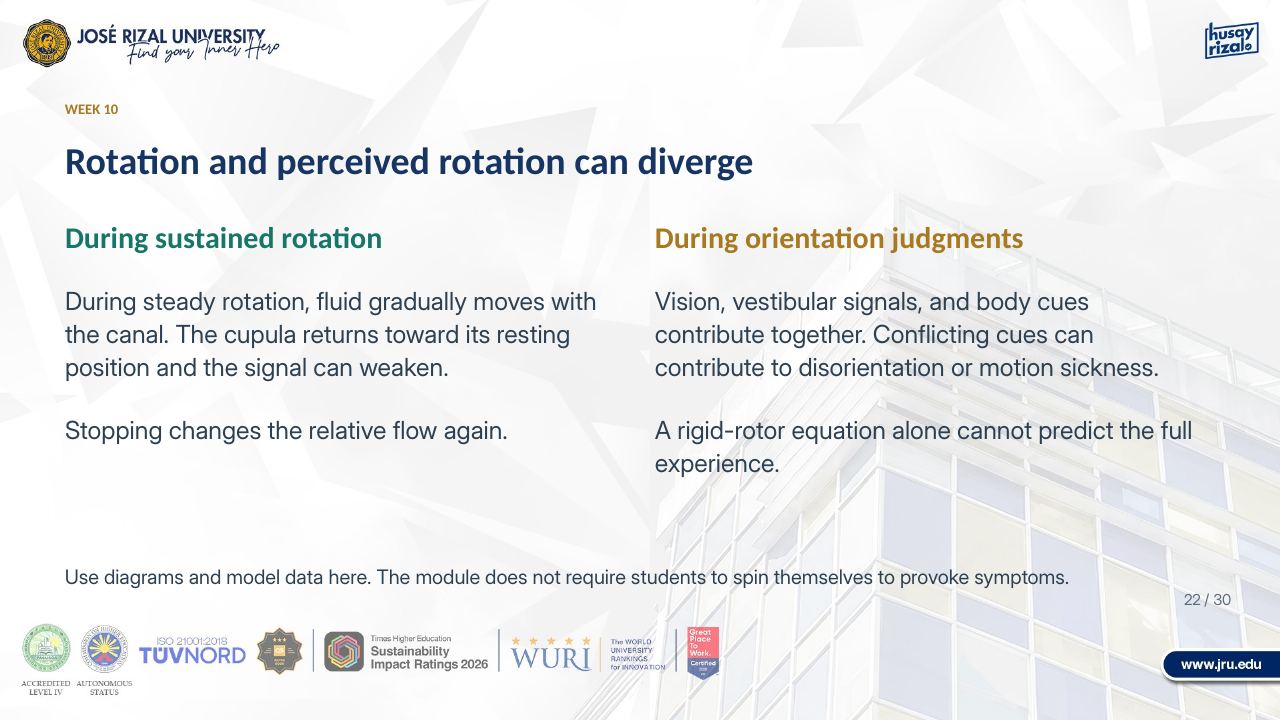 JOSÉ RIZAL UNIVERSITY
Find your Inner Hero
husay
rizal
WEEK 10
Rotation and perceived rotation can diverge
During sustained rotation
During steady rotation, fluid gradually moves with
the canal. The cupula returns toward its resting
position and the signal can weaken.
Stopping changes the relative flow again.
During orientation judgments
Vision, vestibular signals, and body cues
contribute together. Conflicting cues can
contribute to disorientation or motion sickness.
A rigid-rotor equation alone cannot predict the full
experience.
Use diagrams and model data here. The module does not require students to spin themselves to provoke symptoms.
22 / 30
ACCREDITED
LEVEL IV
AUTONOMOUS
STATUS
ISO 21001:2018
TÜVNORD
Times Higher Education
Sustainability
Impact Ratings 2026
WURI
The WORLD
UNIVERSITY
RANKINGS
for INNOVATION
Great
Place
To
Work.
Certified
www.jru.edu